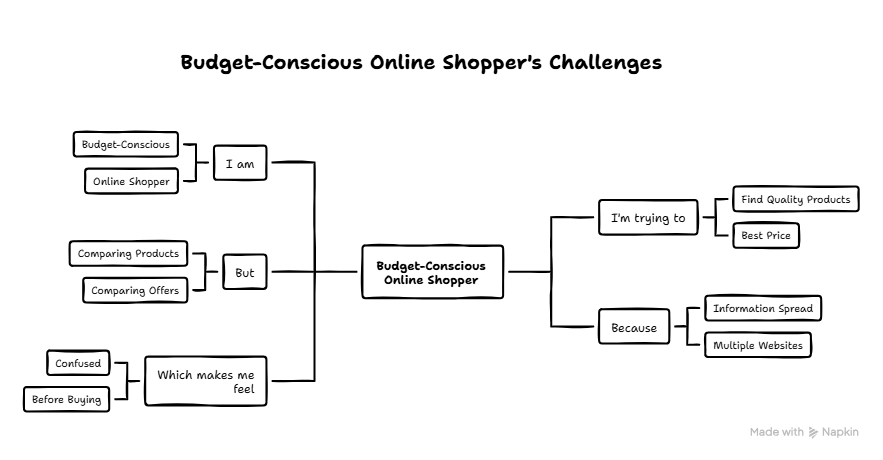 Budget-Conscious Online Shopper's Challenges
Budget-Conscious
Online Shopper
I am
Comparing Products
Comparing Offers
But
Confused
Before Buying
Which makes me
feel
Budget-Conscious
Online Shopper
I'm trying to
Find Quality Products
Best Price
Because
Information Spread
Multiple Websites
Made with Napkin